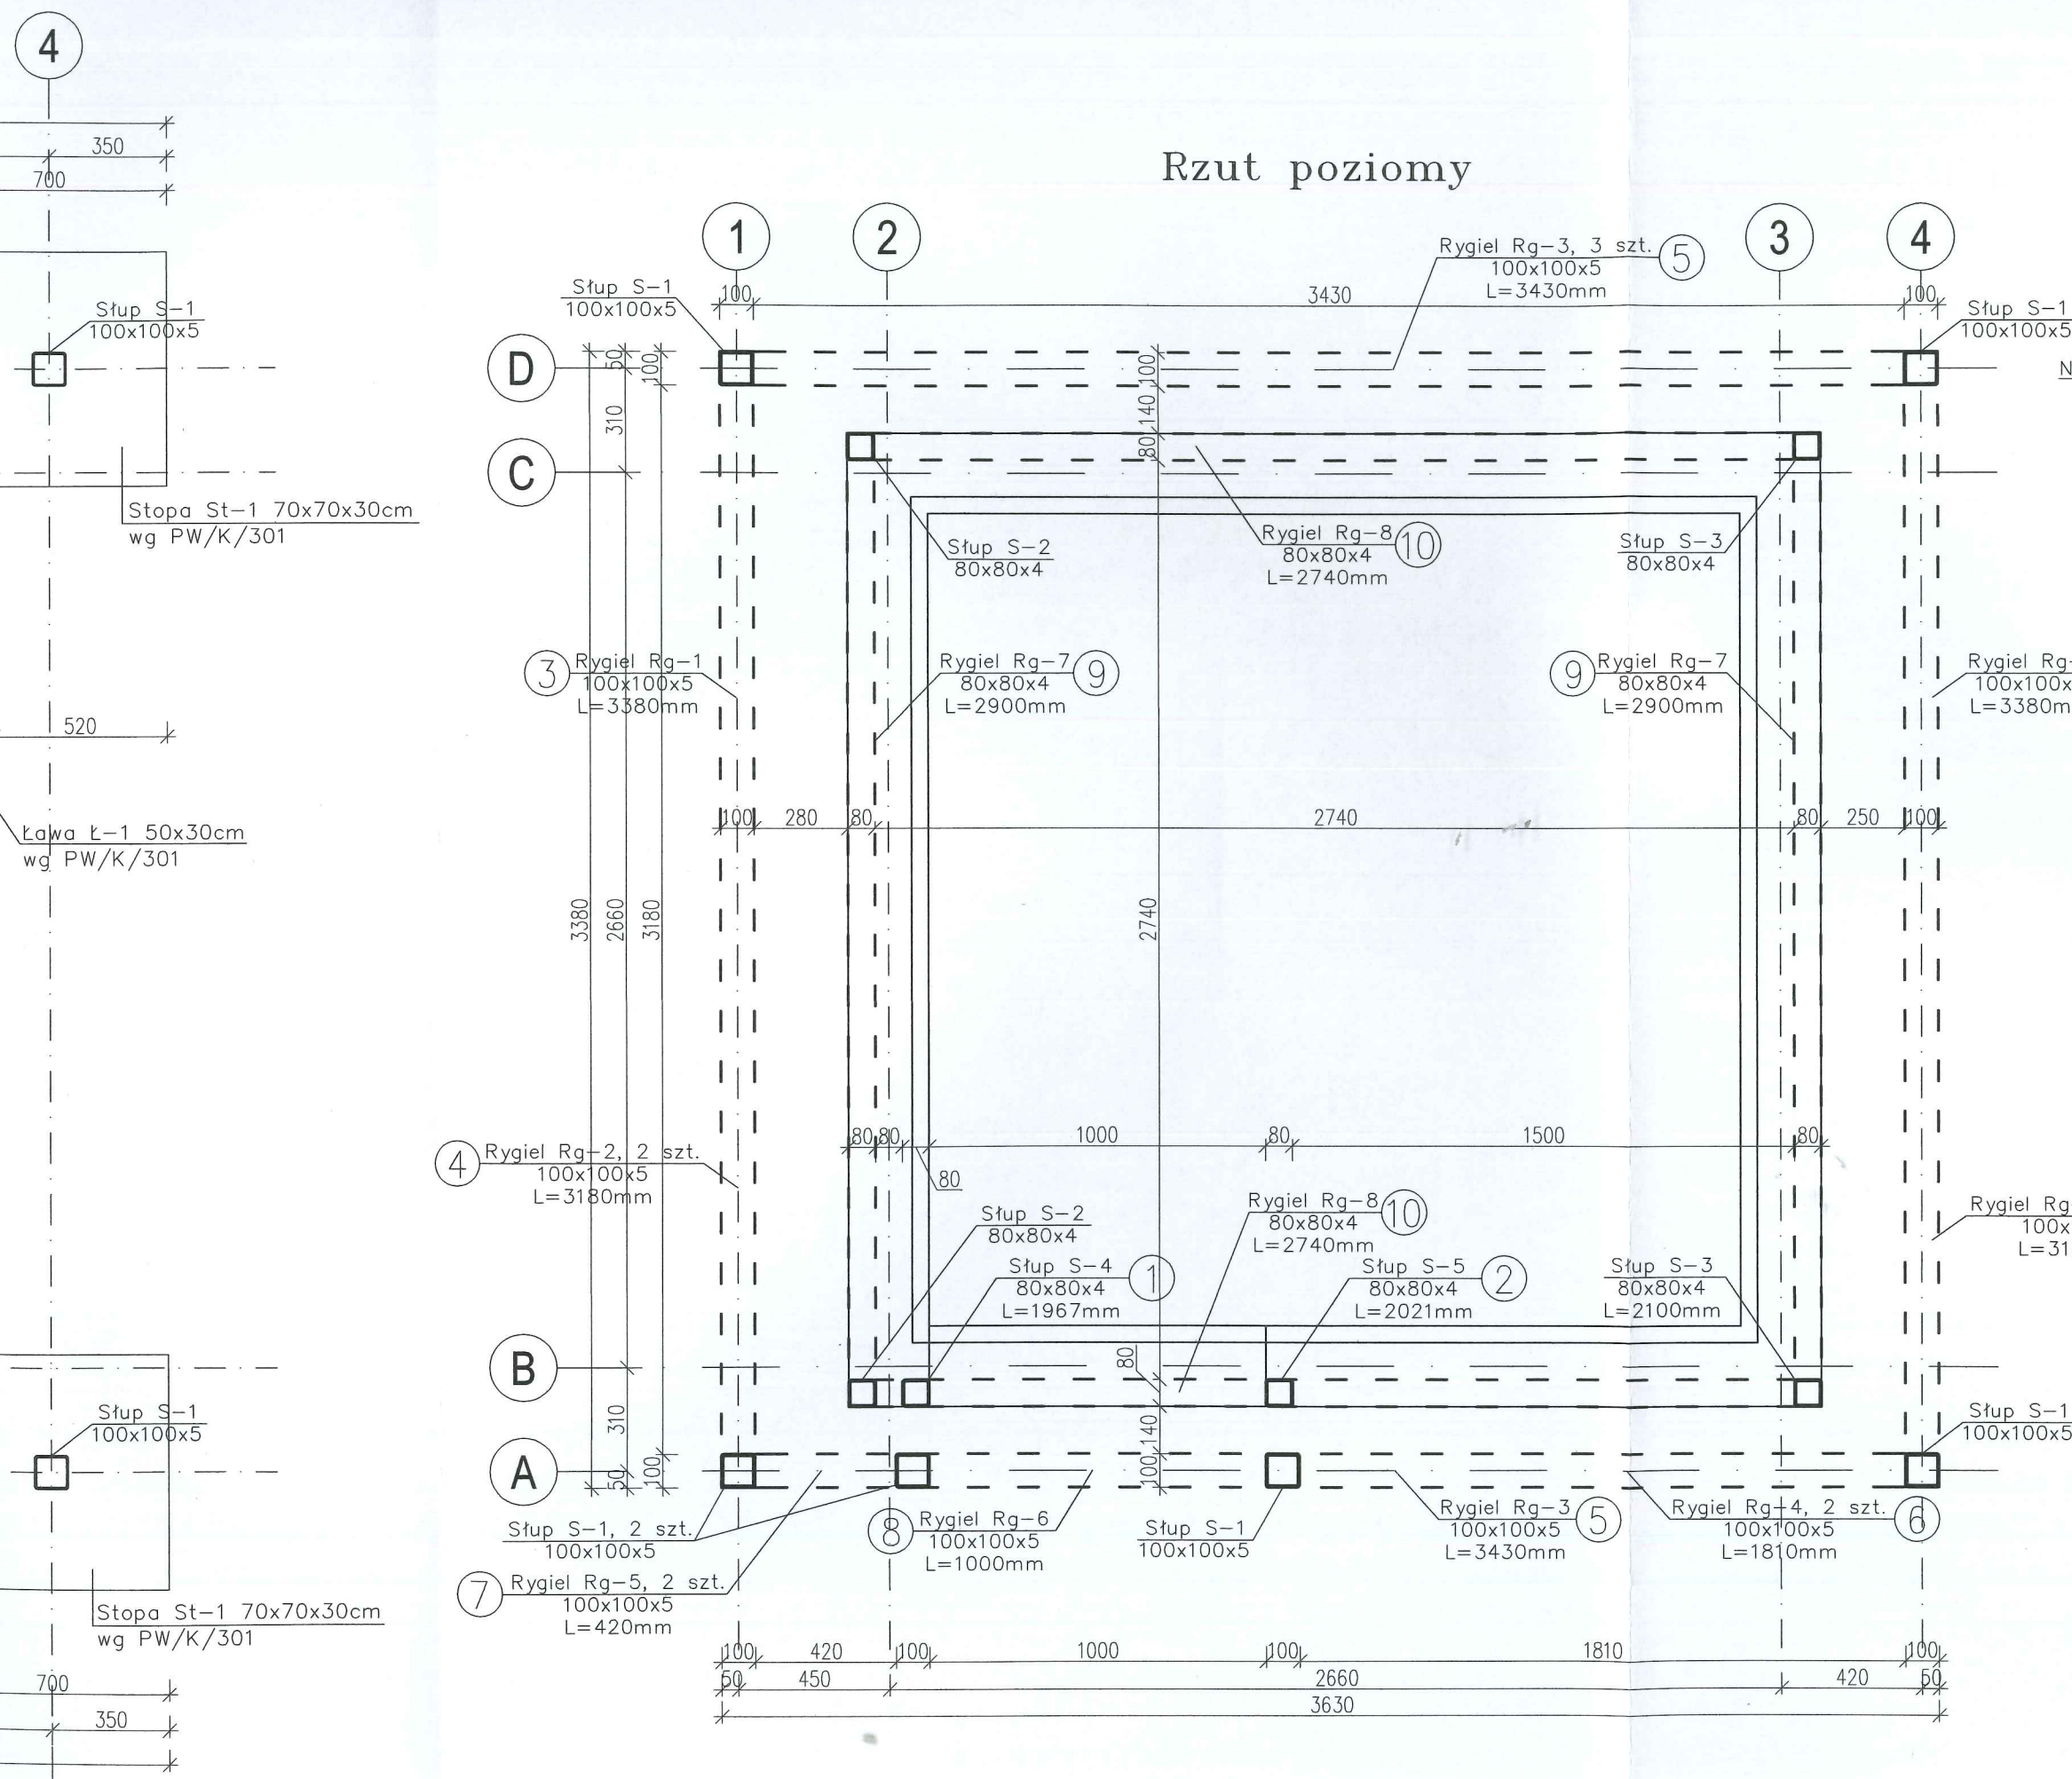 4
350
700
Słup S-1
100x100x5
Stopa St-1 70x70x30cm
wg PW/K/301
520
Ława Ł-1 50x30cm
wg PW/K/301
Słup S-1
100x100x5
Stopa St-1 70x70x30cm
wg PW/K/301
700
350
Rzut poziomy
1
2
3
4
Rygiel Rg-3, 3 szt.
100x100x5
L=3430mm
5
Słup S-1
100x100x5
100
3430
100
Słup S-1
100x100x5
N
D
50
100
310
100
140
80
C
Słup S-2
80x80x4
Rygiel Rg-8
80x80x4
L=2740mm
10
Słup S-3
80x80x4
3
Rygiel Rg-1
100x100x5
L=3380mm
Rygiel Rg-7
80x80x4
L=2900mm
9
9
Rygiel Rg-7
80x80x4
L=2900mm
Rygiel Rg-
100x100x
L=3380m
100
280
80
2740
80
250
100
3380
2660
3180
2740
80
80
1000
80
1500
80
80
4
Rygiel Rg-2, 2 szt.
100x100x5
L=3180mm
Słup S-2
80x80x4
Rygiel Rg-8
80x80x4
L=2740mm
10
Rygiel Rg
100x
L=31
Słup S-4
80x80x4
L=1967mm
1
Słup S-5
80x80x4
L=2021mm
2
Słup S-3
80x80x4
L=2100mm
B
80
310
140
Słup S-1
100x100x5
A
50
100
100
Słup S-1, 2 szt.
100x100x5
8
Rygiel Rg-6
100x100x5
L=1000mm
Słup S-1
100x100x5
Rygiel Rg-3
100x100x5
L=3430mm
5
Rygiel Rg-4, 2 szt.
100x100x5
L=1810mm
6
7
Rygiel Rg-5, 2 szt.
100x100x5
L=420mm
100
420
100
1000
100
1810
100
50
450
2660
420
50
3630